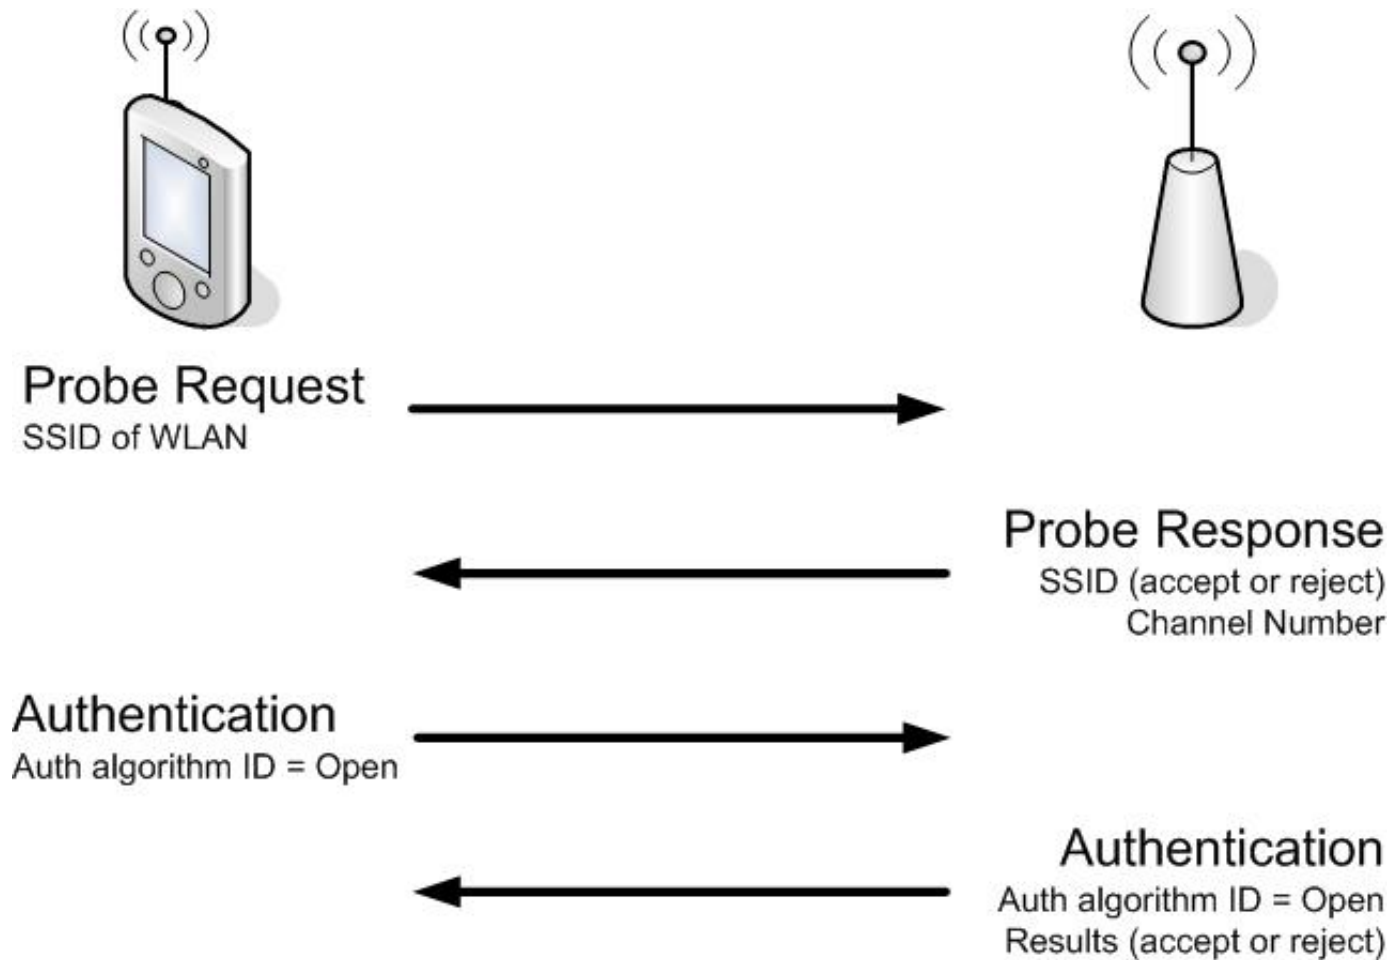 Probe Request
SSID of WLAN
Probe Response
SSID (accept or reject)
Channel Number
Authentication
Auth algorithm ID = Open
Authentication
Auth algorithm ID = Open
Results (accept or reject)